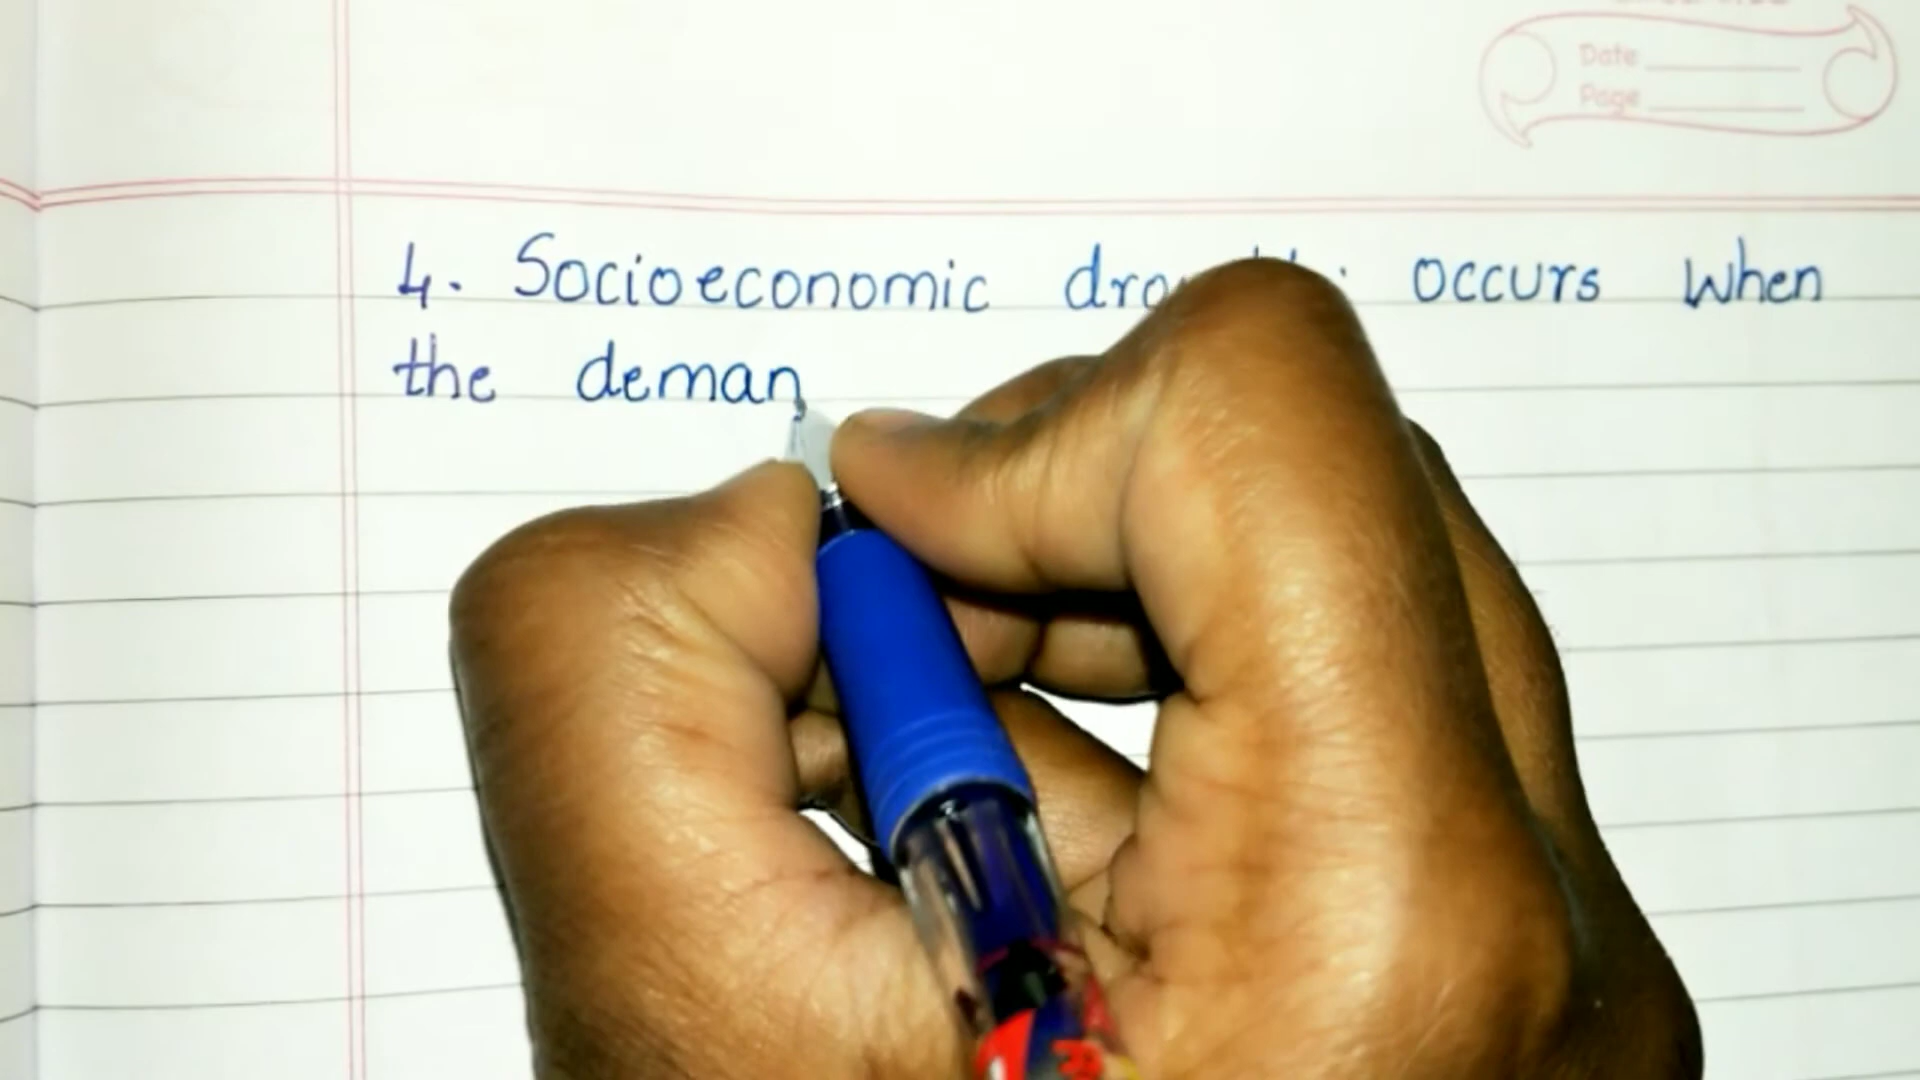 Date
Page
4. Socioeconomic occurs when
the deman